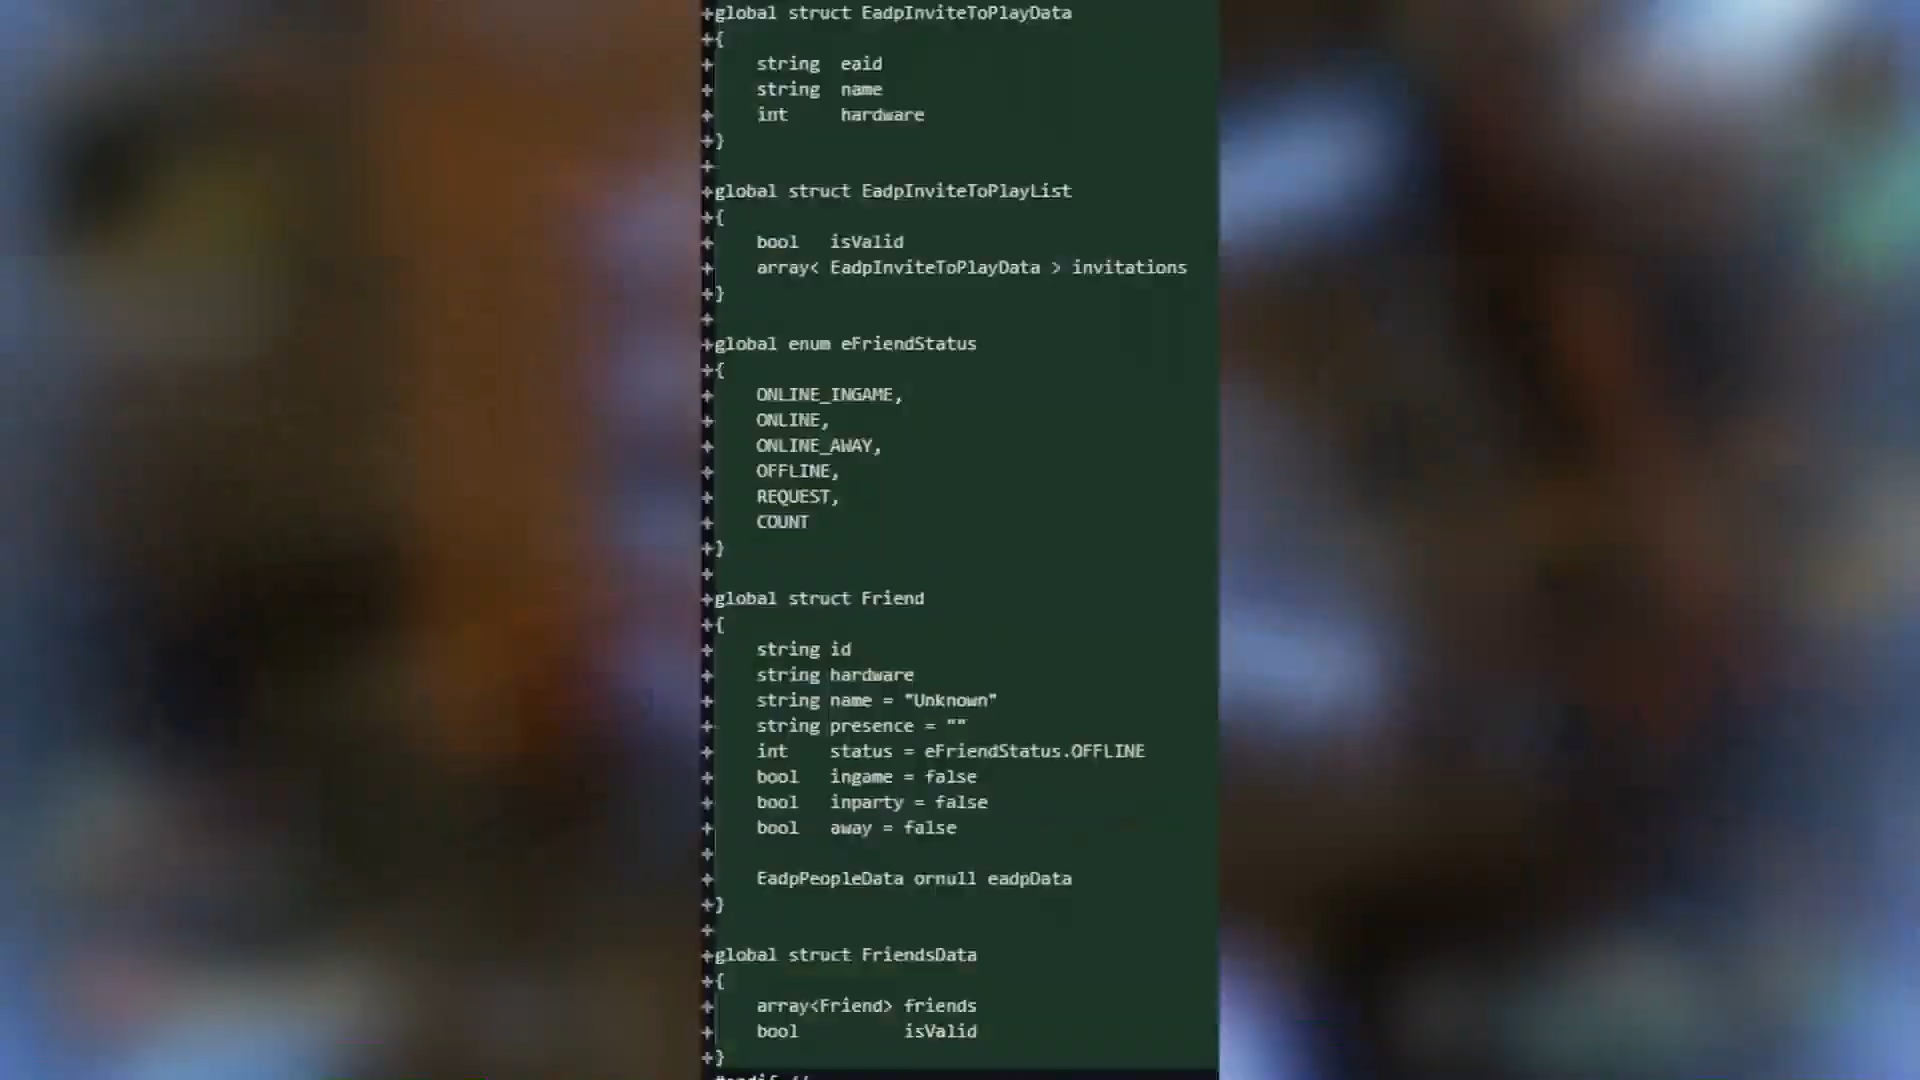 +global struct EadpInviteToPlayData
+{
+    string  eaid
+    string  name
+    int     hardware
+}
+
+global struct EadpInviteToPlayList
+{
+    bool   isValid
+    array< EadpInviteToPlayData > invitations
+}
+
+global enum eFriendStatus
+{
+    ONLINE_INGAME,
+    ONLINE,
+    ONLINE_AWAY,
+    OFFLINE,
+    REQUEST,
+    COUNT
+}
+
+global struct Friend
+{
+    string id
+    string hardware
+    string name = "Unknown"
+    string presence = ""
+    int    status = eFriendStatus.OFFLINE
+    bool   ingame = false
+    bool   inparty = false
+    bool   away = false
+
+    EadpPeopleData ornull eadpData
+}
+
+global struct FriendsData
+{
+    array<Friend> friends
+    bool          isValid
+}